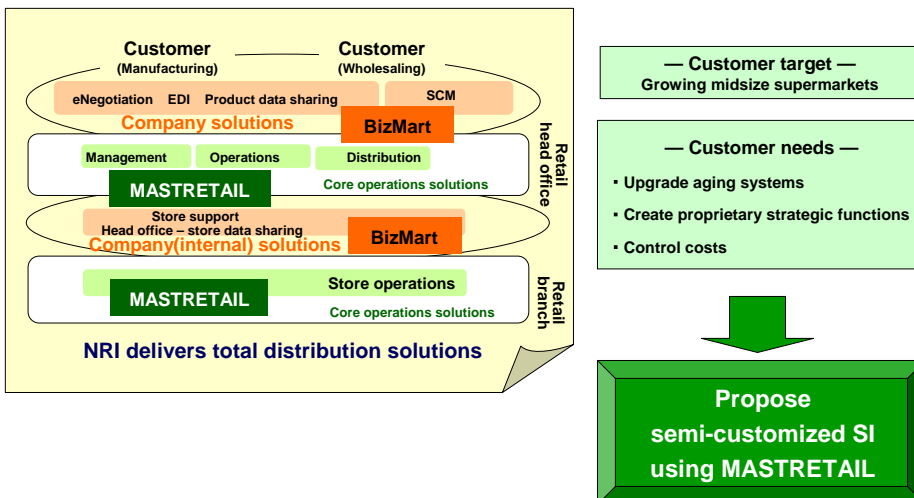 Customer
(Manufacturing)
Customer
(Wholesaling)
eNegotiation EDI Product data sharing
SCM
Company solutions
BizMart
Retail
head office
Management
Operations
Distribution
MASTRETAIL
Core operations solutions
Store support
Head office – store data sharing
Company(internal) solutions
BizMart
MASTRETAIL
Store operations
Core operations solutions
Retail
branch
NRI delivers total distribution solutions
— Customer target —
Growing midsize supermarkets
— Customer needs —
・Upgrade aging systems
・Create proprietary strategic functions
・Control costs
Propose
semi-customized SI
using MASTRETAIL